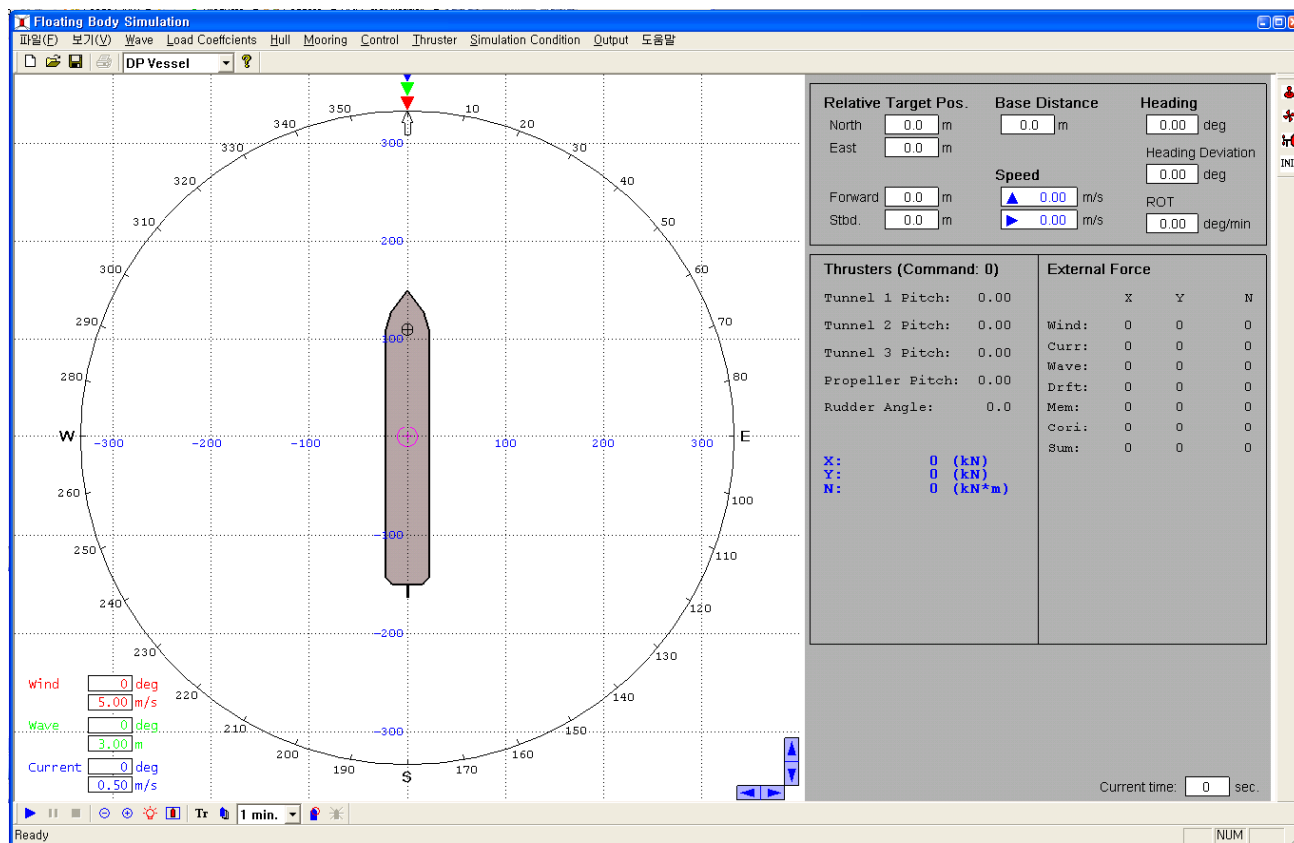 Floating Body Simulation
파일(F) 보기(V) Wave Load Coeffcients Hull Mooring Control Thruster Simulation Condition Output 도움말
DP Vessel
350 10
340 20
330 30
320 40
310 50
300 60
290 70
280 80
W -300 -200 -100 100 200 300 E
260 100
250 110
240 120
230 130
220 140
210 150
200 160
190 S 170
300
200
100
-100
-200
-300
Wind 0 deg
5.00 m/s
Wave 0 deg
3.00 m
Current 0 deg
0.50 m/s
Relative Target Pos. Base Distance Heading
North 0.0 m 0.0 m 0.00 deg
East 0.0 m Heading Deviation
Speed 0.00 deg
Forward 0.0 m 0.00 m/s ROT
Stbd. 0.0 m 0.00 m/s 0.00 deg/min
INI
Thrusters (Command: 0)
Tunnel 1 Pitch: 0.00
Tunnel 2 Pitch: 0.00
Tunnel 3 Pitch: 0.00
Propeller Pitch: 0.00
Rudder Angle: 0.0
X: 0 (kN)
Y: 0 (kN)
N: 0 (kN*m)
External Force
X Y N
Wind: 0 0 0
Curr: 0 0 0
Wave: 0 0 0
Drft: 0 0 0
Mem: 0 0 0
Cori: 0 0 0
Sum: 0 0 0
Current time: 0 sec.
Tr 1 min.
Ready NUM